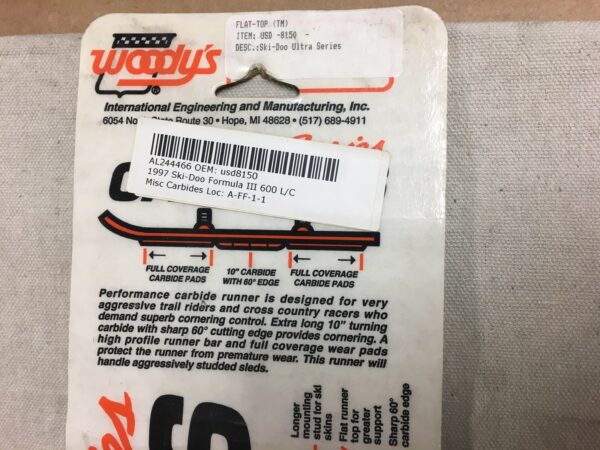 FLAT-TOP (TM)
ITEM: USD -8150 -
DESC.:Ski-Doo Ultra Series
woody's
International Engineering and Manufacturing, Inc.
6054 No State Route 30 • Hope, MI 48628 • (517) 689-4911
AL244466 OEM: usd8150
1997 Ski-Doo Formula III 600 L/C
Misc Carbides Loc: A-FF-1-1
FULL COVERAGE
CARBIDE PADS
10" CARBIDE
WITH 60° EDGE
FULL COVERAGE
CARBIDE PADS
Performance carbide runner is designed for very
aggressive trail riders and cross country racers who
demand superb cornering control. Extra long 10" turning
carbide with sharp 60° cutting edge provides cornering. A
high profile runner bar and full coverage wear pads
protect the runner from premature wear. This runner will
handle aggressively studded sleds.
Longer
mounting
stud for ski
skins
Flat runner
top for
greater
support
Sharp 60°
carbide edge